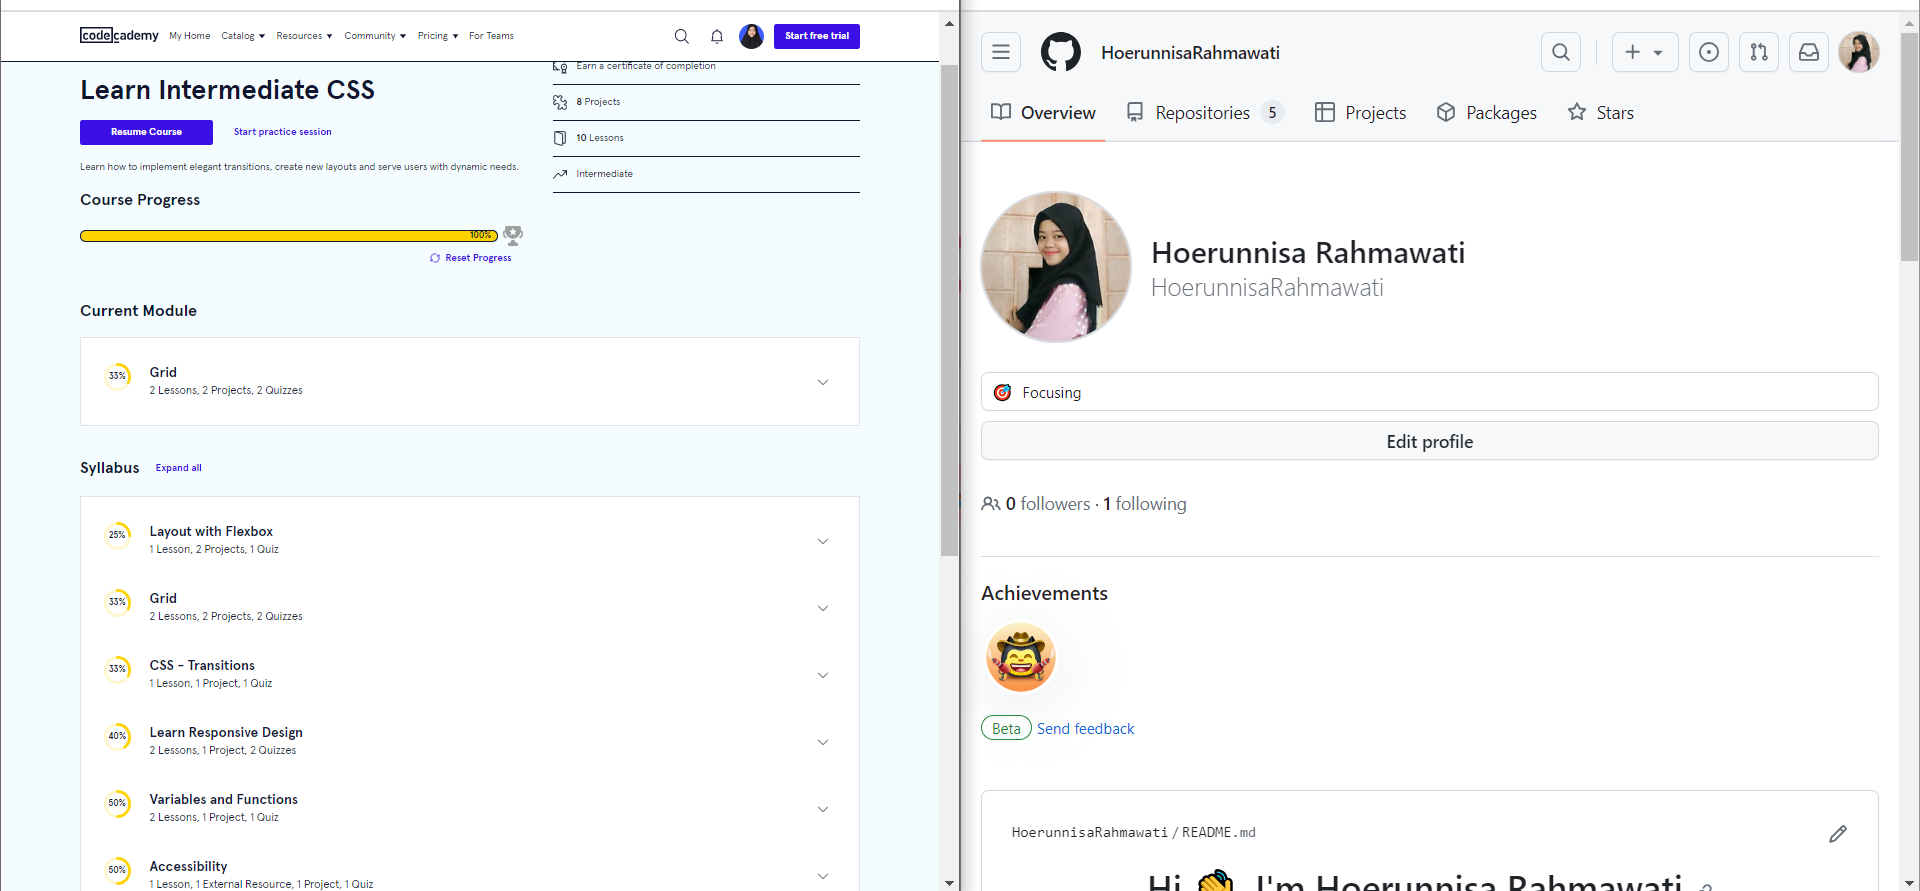 codecademy My Home Catalog Resources Community Pricing For Teams Start free trial
Earn a certificate of completion
Learn Intermediate CSS
8 Projects
Resume Course Start practice session
10 Lessons
Learn how to implement elegant transitions, create new layouts and serve users with dynamic needs.
Intermediate
Course Progress
100%
Reset Progress
Current Module
33%
Grid
2 Lessons, 2 Projects, 2 Quizzes
Syllabus Expand all
25%
Layout with Flexbox
1 Lesson, 2 Projects, 1 Quiz
33%
Grid
2 Lessons, 2 Projects, 2 Quizzes
33%
CSS - Transitions
1 Lesson, 1 Project, 1 Quiz
40%
Learn Responsive Design
2 Lessons, 1 Project, 2 Quizzes
50%
Variables and Functions
2 Lessons, 1 Project, 1 Quiz
50%
Accessibility
1 Lesson, 1 External Resource, 1 Project, 1 Quiz
HoerunnisaRahmawati
Overview Repositories 5 Projects Packages Stars
Hoerunnisa Rahmawati
HoerunnisaRahmawati
Focusing
Edit profile
0 followers · 1 following
Achievements
Beta Send feedback
HoerunnisaRahmawati / README.md
Hi 👋, I'm Hoerunnisa Rahmawati